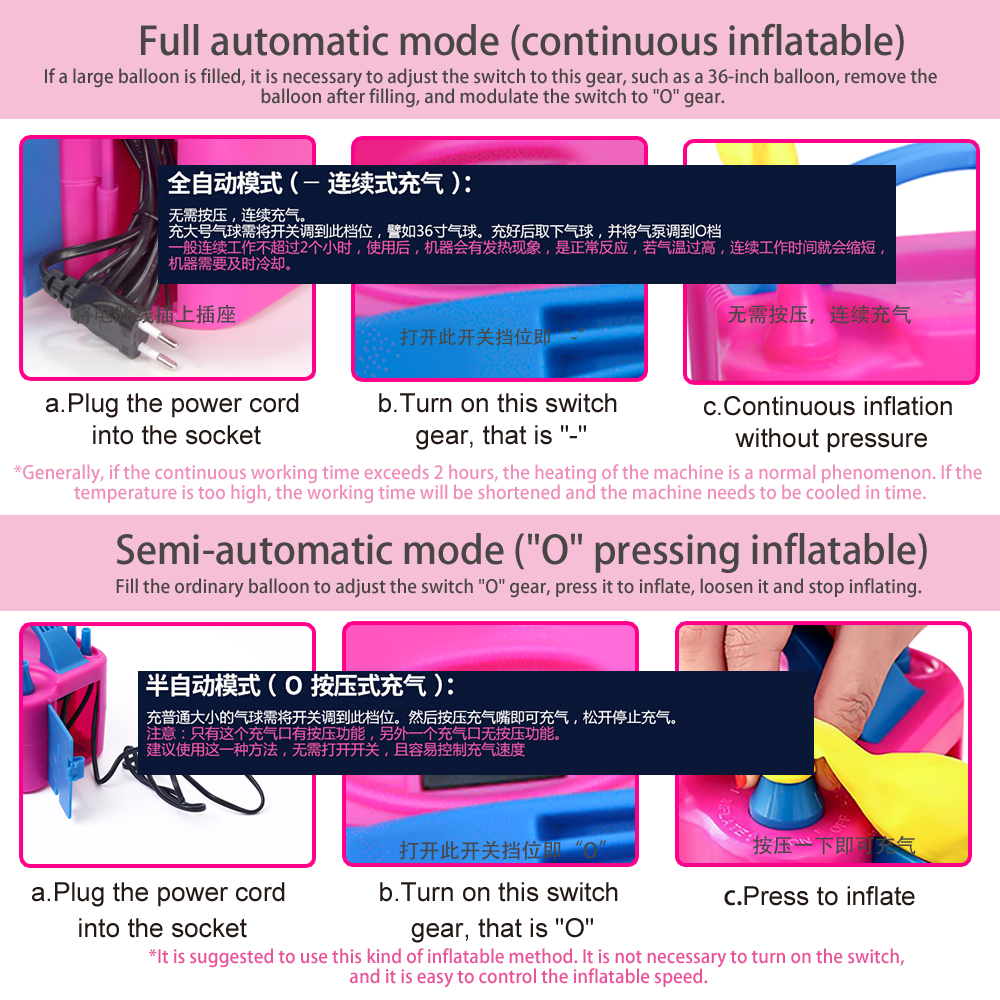 Full automatic mode (continuous inflatable)
If a large balloon is filled, it is necessary to adjust the switch to this gear, such as a 36-inch balloon, remove the
balloon after filling, and modulate the switch to "O" gear.
全自动模式（— 连续式充气 ）：
无需按压，连续充气。
充大号气球需将开关调到此档位，譬如36寸气球。充好后取下气球，并将气泵调到O档
一般连续工作不超过2个小时，使用后，机器会有发热现象，是正常反应，若气温过高，连续工作时间就会缩短，
机器需要及时冷却。
将电源线插上插座
打开此开关挡位即“-”
无需按压，连续充气
a.Plug the power cord
into the socket
b.Turn on this switch
gear, that is "-"
c.Continuous inflation
without pressure
*Generally, if the continuous working time exceeds 2 hours, the heating of the machine is a normal phenomenon. If the
temperature is too high, the working time will be shortened and the machine needs to be cooled in time.
Semi-automatic mode ("O" pressing inflatable)
Fill the ordinary balloon to adjust the switch "O" gear, press it to inflate, loosen it and stop inflating.
半自动模式（ O 按压式充气 ）：
充普通大小的气球需将开关调到此档位。然后按压充气嘴即可充气，松开停止充气。
注意：只有这个充气口有按压功能，另外一个充气口无按压功能。
建议使用这一种方法，无需打开开关，且容易控制充气速度
打开此开关挡位即“O”
INFLATE
OFF
按压一下即可充气
a.Plug the power cord
into the socket
b.Turn on this switch
gear, that is "O"
c.Press to inflate
*It is suggested to use this kind of inflatable method. It is not necessary to turn on the switch,
and it is easy to control the inflatable speed.